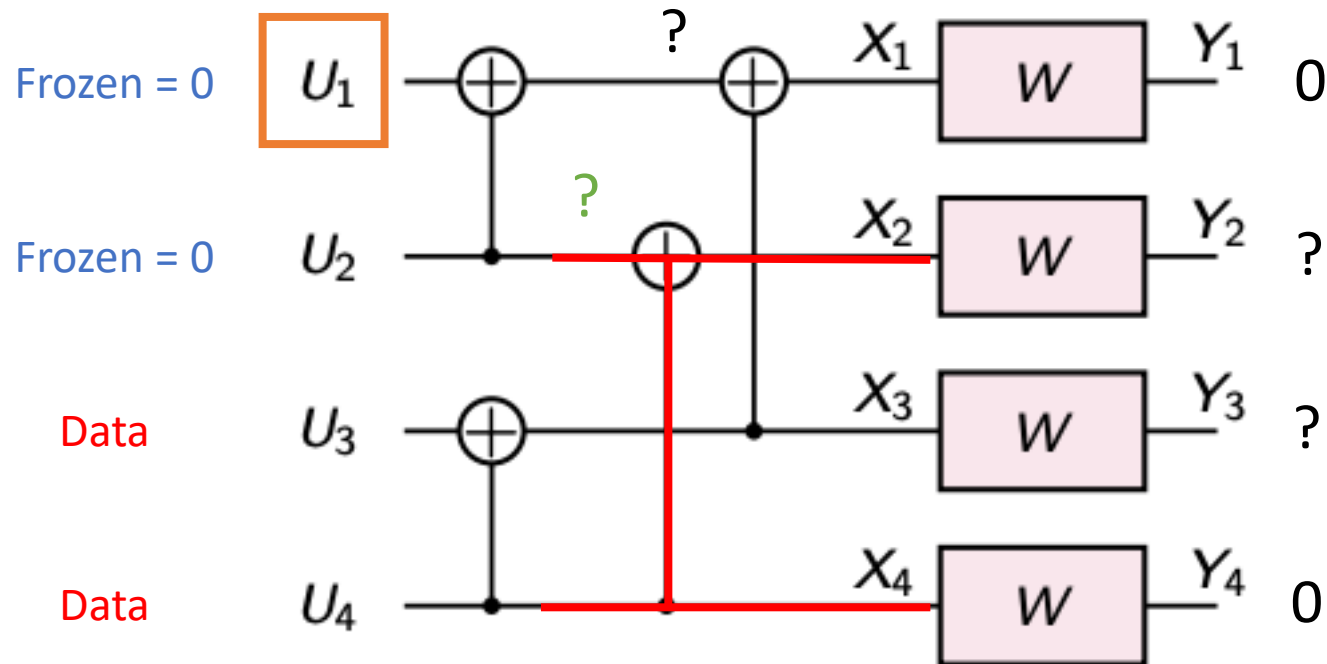 ?
Frozen = 0 U₁ X₁ W Y₁ 0
?
Frozen = 0 U₂ X₂ W Y₂ ?
Data U₃ X₃ W Y₃ ?
Data U₄ X₄ W Y₄ 0